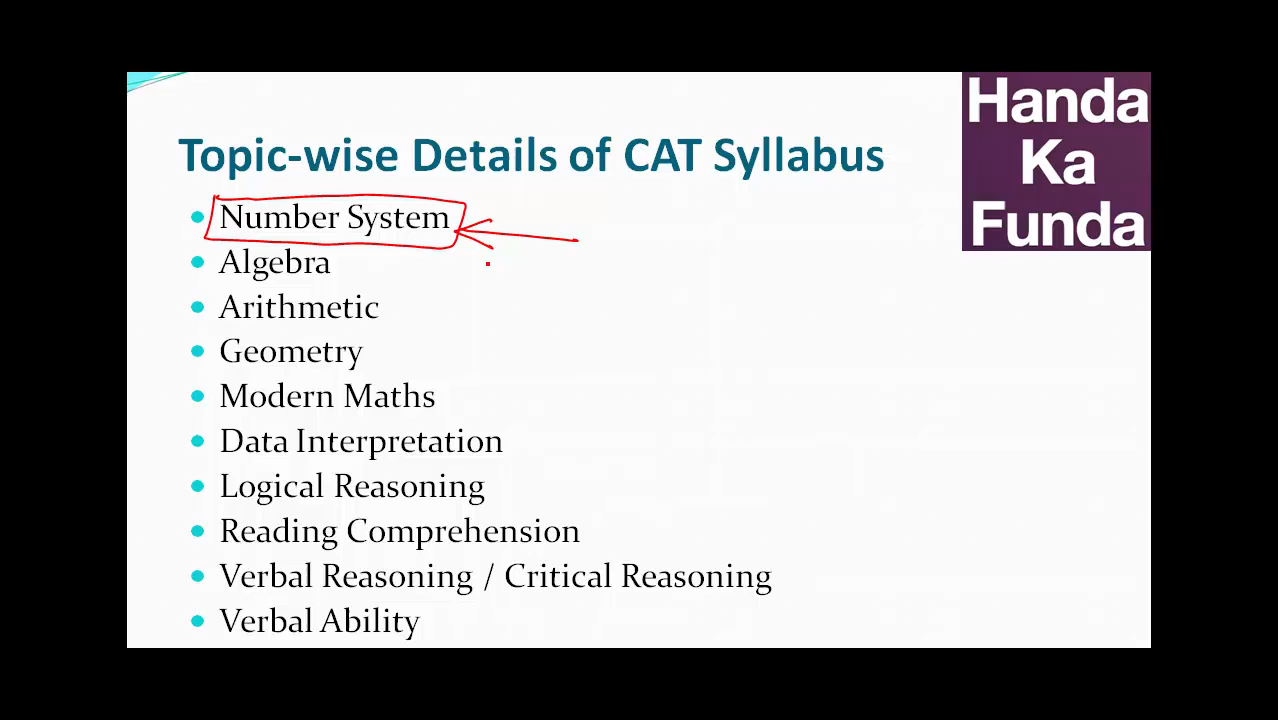 Handa
Ka
Funda
Topic-wise Details of CAT Syllabus
Number System
Algebra
Arithmetic
Geometry
Modern Maths
Data Interpretation
Logical Reasoning
Reading Comprehension
Verbal Reasoning / Critical Reasoning
Verbal Ability